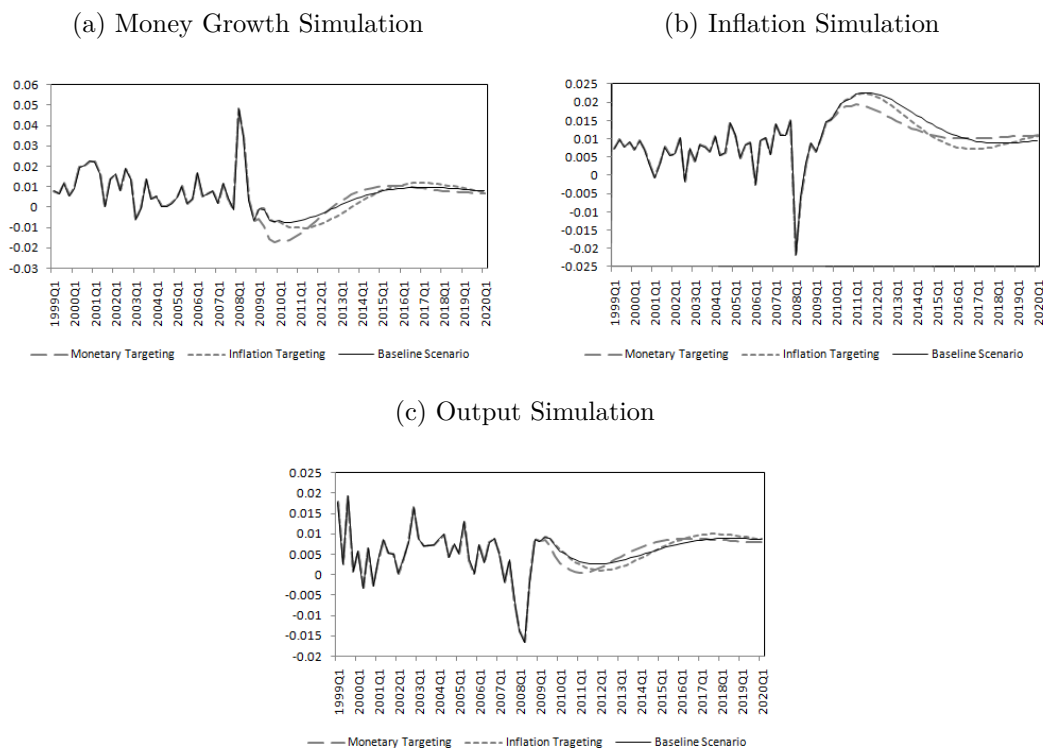 (a) Money Growth Simulation
0.06
0.05
0.04
0.03
0.02
0.01
0
-0.01
-0.02
-0.03
1999Q1
2000Q1
2001Q1
2002Q1
2003Q1
2004Q1
2005Q1
2006Q1
2007Q1
2008Q1
2009Q1
2010Q1
2011Q1
2012Q1
2013Q1
2014Q1
2015Q1
2016Q1
2017Q1
2018Q1
2019Q1
2020Q1
Monetary Targeting Inflation Targeting Baseline Scenario
(b) Inflation Simulation
0.025
0.02
0.015
0.01
0.005
0
-0.005
-0.01
-0.015
-0.02
-0.025
1999Q1
2000Q1
2001Q1
2002Q1
2003Q1
2004Q1
2005Q1
2006Q1
2007Q1
2008Q1
2009Q1
2010Q1
2011Q1
2012Q1
2013Q1
2014Q1
2015Q1
2016Q1
2017Q1
2018Q1
2019Q1
2020Q1
Monetary Targeting Inflation Targeting Baseline Scenario
(c) Output Simulation
0.025
0.02
0.015
0.01
0.005
0
-0.005
-0.01
-0.015
-0.02
1999Q1
2000Q1
2001Q1
2002Q1
2003Q1
2004Q1
2005Q1
2006Q1
2007Q1
2008Q1
2009Q1
2010Q1
2011Q1
2012Q1
2013Q1
2014Q1
2015Q1
2016Q1
2017Q1
2018Q1
2019Q1
2020Q1
Monetary Targeting Inflation Trageting Baseline Scenario